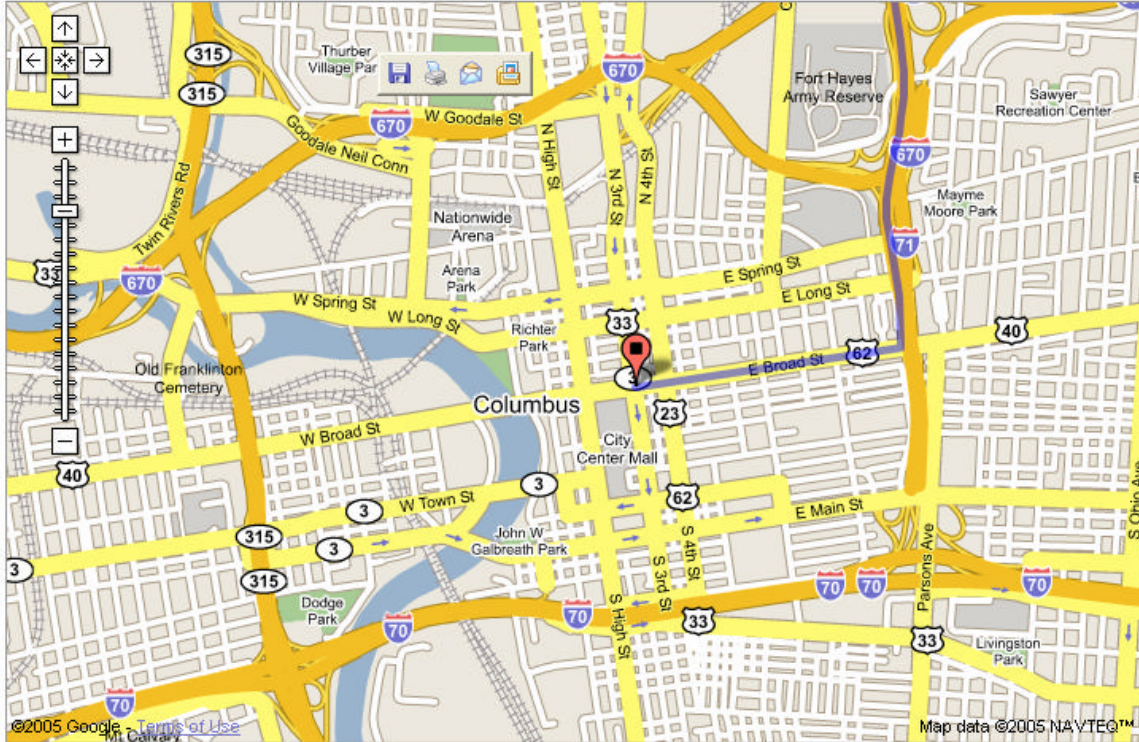 315
315
Thurber
Village Par
670
670
W Goodale St
Goodale Neil Conn
Fort Hayes
Army Reserve
Sawyer
Recreation Center
N High St
N 3rd St
N 4th St
670
Mayme
Moore Park
Twin Rivers Rd
Nationwide
Arena
71
33
670
Arena
Park
E Spring St
E Long St
W Spring St
W Long St
Richter
Park
33
40
62
E Broad St
Old Franklinton
Cemetery
3
Columbus
23
W Broad St
City
Center Mall
40
3
62
W Town St
3
E Main St
S Ohio Ave
315
3
John W
Galbreath Park
S 4th St
S 3rd St
Parsons Ave
3
315
70
70
70
Dodge
Park
70
70
S High St
33
33
Livingston
Park
70
©2005 Google - Terms of Use
Mt Calvary
Map data ©2005 NAVTEQ™